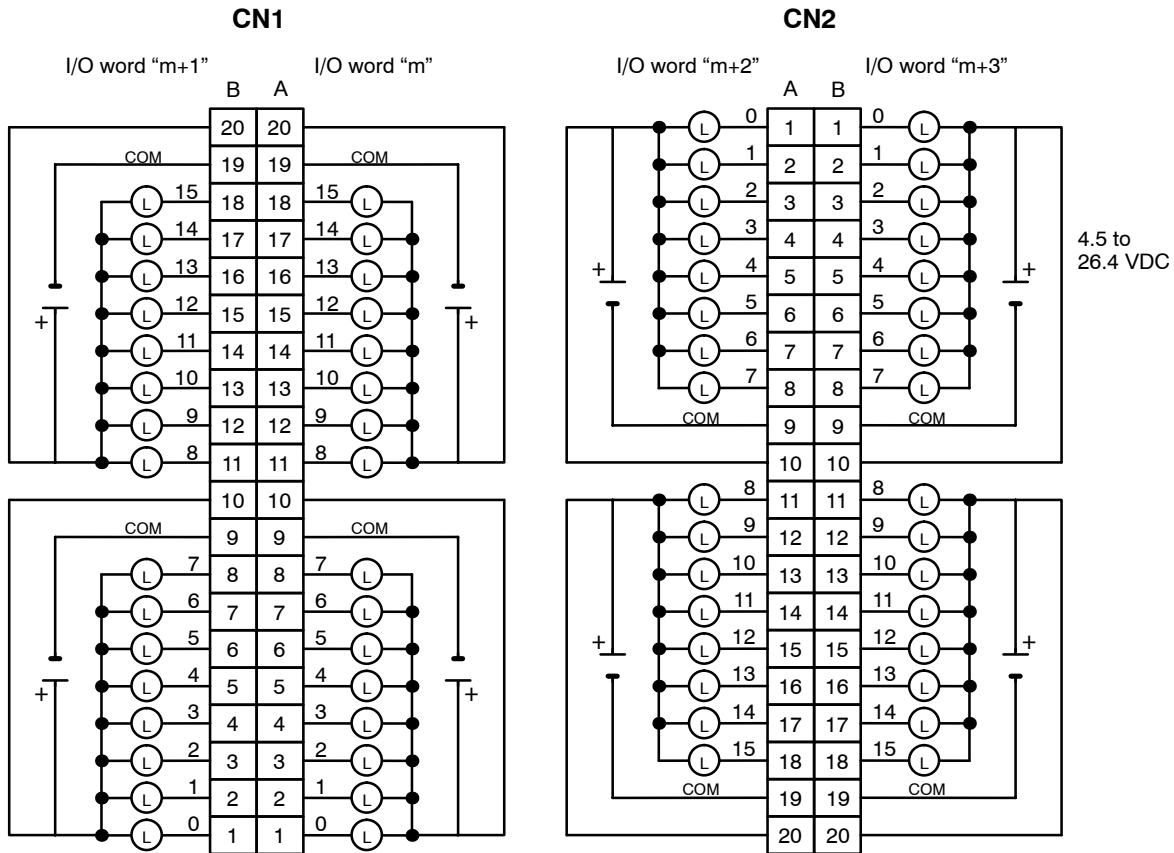 CN1 CN2
I/O word “m+1” I/O word “m” I/O word “m+2” I/O word “m+3”
B A A B
20 20 0 L 1 1 0 L
COM 19 19 COM L 1 2 2 1 L
L 15 18 18 15 L L 2 3 3 2 L
L 14 17 17 14 L L 3 4 4 3 L
4.5 to
26.4 VDC
L 13 16 16 13 L + L 4 5 5 4 L +
+ L 12 15 15 12 L + L 5 6 6 5 L
L 11 14 14 11 L L 6 7 7 6 L
L 10 13 13 10 L L 7 8 8 7 L
L 9 12 12 9 L COM 9 9 COM
L 8 11 11 8 L 10 10
10 10 L 8 11 11 8 L
COM 9 9 COM L 9 12 12 9 L
L 7 8 8 7 L L 10 13 13 10 L
L 6 7 7 6 L L 11 14 14 11 L
L 5 6 6 5 L + L 12 15 15 12 L +
+ L 4 5 5 4 L + L 13 16 16 13 L
L 3 4 4 3 L L 14 17 17 14 L
L 2 3 3 2 L L 15 18 18 15 L
L 1 2 2 1 L COM 19 19 COM
L 0 1 1 0 L 20 20